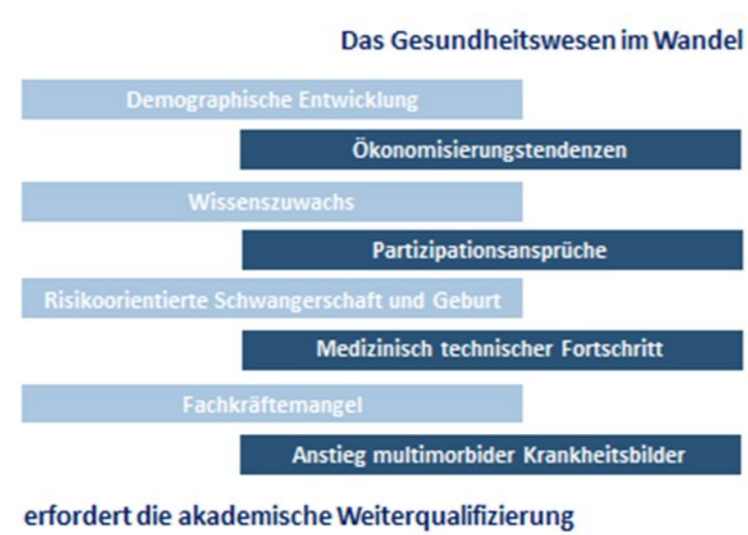 Das Gesundheitswesen im Wandel
Demographische Entwicklung
Ökonomisierungstendenzen
Wissenszuwachs
Partizipationsansprüche
Risikoorientierte Schwangerschaft und Geburt
Medizinisch technischer Fortschritt
Fachkräftemangel
Anstieg multimorbider Krankheitsbilder
erfordert die akademische Weiterqualifizierung